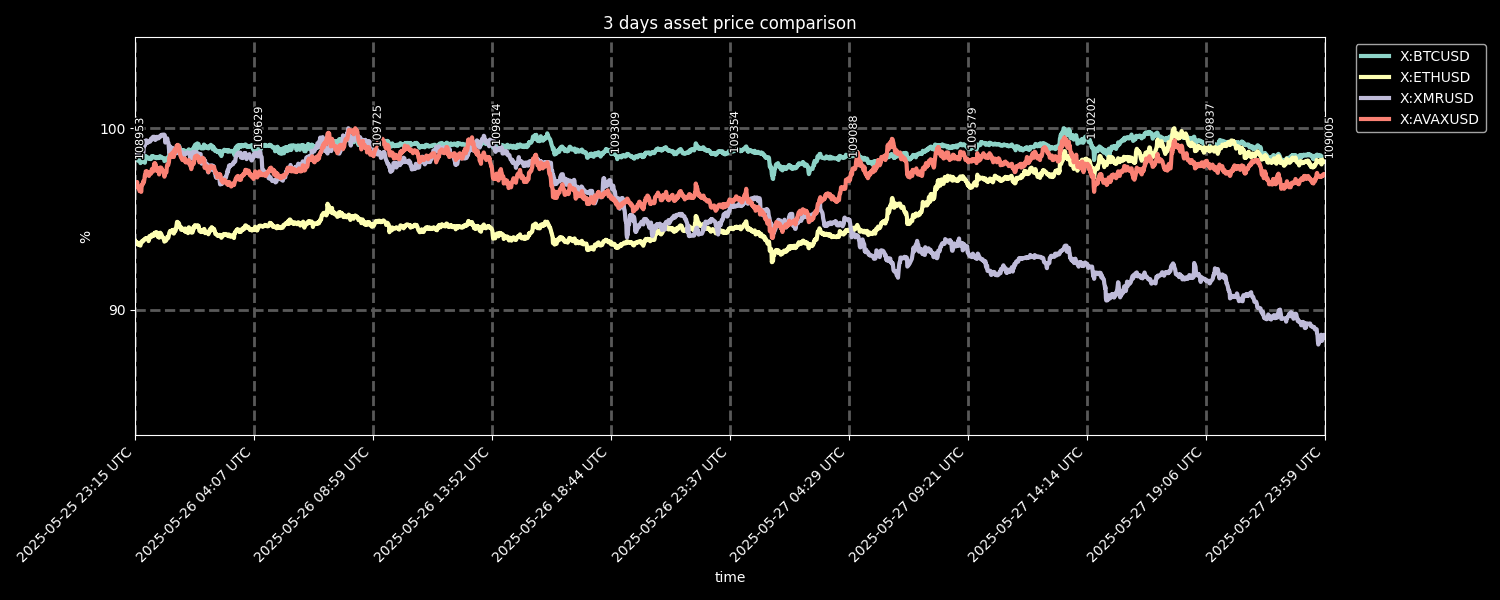 3 days asset price comparison
X:BTCUSD
X:ETHUSD
X:XMRUSD
X:AVAXUSD
100
90
%
108953
109629
109725
109814
109309
109354
109088
109579
110202
109837
109005
2025-05-25 23:15 UTC
2025-05-26 04:07 UTC
2025-05-26 08:59 UTC
2025-05-26 13:52 UTC
2025-05-26 18:44 UTC
2025-05-26 23:37 UTC
2025-05-27 04:29 UTC
2025-05-27 09:21 UTC
2025-05-27 14:14 UTC
2025-05-27 19:06 UTC
2025-05-27 23:59 UTC
time